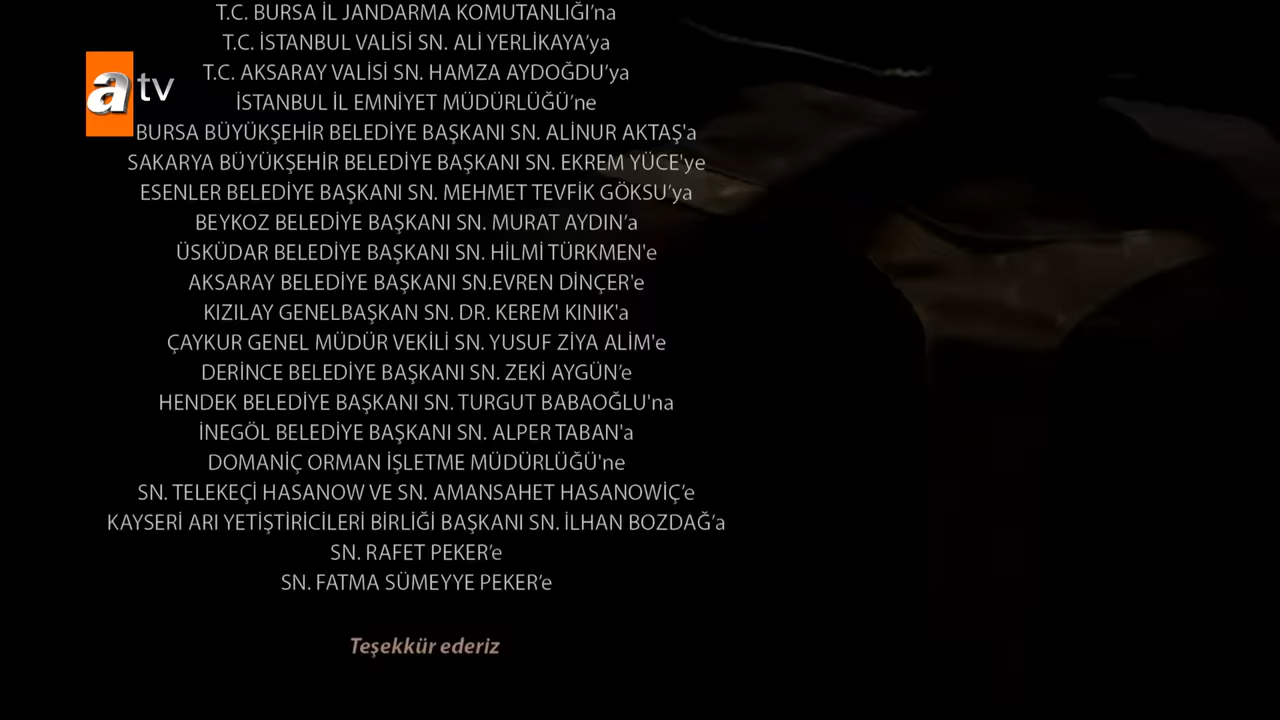 T.C. BURSA İL JANDARMA KOMUTANLIĞI’na
T.C. İSTANBUL VALİSİ SN. ALİ YERLİKAYA’ya
T.C. AKSARAY VALİSİ SN. HAMZA AYDOĞDU’ya
atv
İSTANBUL İL EMNİYET MÜDÜRLÜĞÜ’ne
BURSA BÜYÜKŞEHİR BELEDİYE BAŞKANI SN. ALİNUR AKTAŞ'a
SAKARYA BÜYÜKŞEHİR BELEDİYE BAŞKANI SN. EKREM YÜCE'ye
ESENLER BELEDİYE BAŞKANI SN. MEHMET TEVFİK GÖKSU’ya
BEYKOZ BELEDİYE BAŞKANI SN. MURAT AYDIN’a
ÜSKÜDAR BELEDİYE BAŞKANI SN. HİLMİ TÜRKMEN'e
AKSARAY BELEDİYE BAŞKANI SN.EVREN DİNÇER'e
KIZILAY GENELBAŞKAN SN. DR. KEREM KINIK'a
ÇAYKUR GENEL MÜDÜR VEKİLİ SN. YUSUF ZİYA ALİM'e
DERİNCE BELEDİYE BAŞKANI SN. ZEKİ AYGÜN’e
HENDEK BELEDİYE BAŞKANI SN. TURGUT BABAOĞLU'na
İNEGÖL BELEDİYE BAŞKANI SN. ALPER TABAN'a
DOMANİÇ ORMAN İŞLETME MÜDÜRLÜĞÜ'ne
SN. TELEKEÇİ HASANOW VE SN. AMANSAHET HASANOWİÇ’e
KAYSERİ ARI YETİŞTİRİCİLERİ BİRLİĞİ BAŞKANI SN. İLHAN BOZDAĞ’a
SN. RAFET PEKER’e
SN. FATMA SÜMEYYE PEKER’e
Teşekkür ederiz